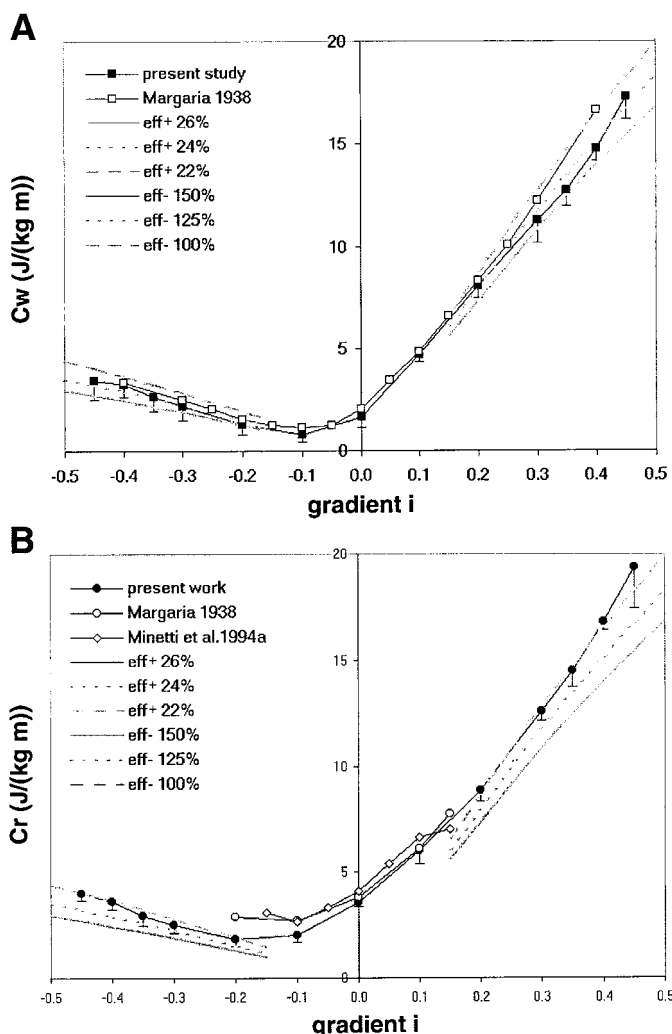 A
present study
Margaria 1938
eff+ 26%
eff+ 24%
eff+ 22%
eff- 150%
eff- 125%
eff- 100%
Cw (J/(kg m))
20
15
10
5
0
-0.5 -0.4 -0.3 -0.2 -0.1 0.0 0.1 0.2 0.3 0.4 0.5
gradient i
B
present work
Margaria 1938
Minetti et al.1994a
eff+ 26%
eff+ 24%
eff+ 22%
eff- 150%
eff- 125%
eff- 100%
Cr (J/(kg m))
20
15
10
5
0
-0.5 -0.4 -0.3 -0.2 -0.1 0.0 0.1 0.2 0.3 0.4 0.5
gradient i